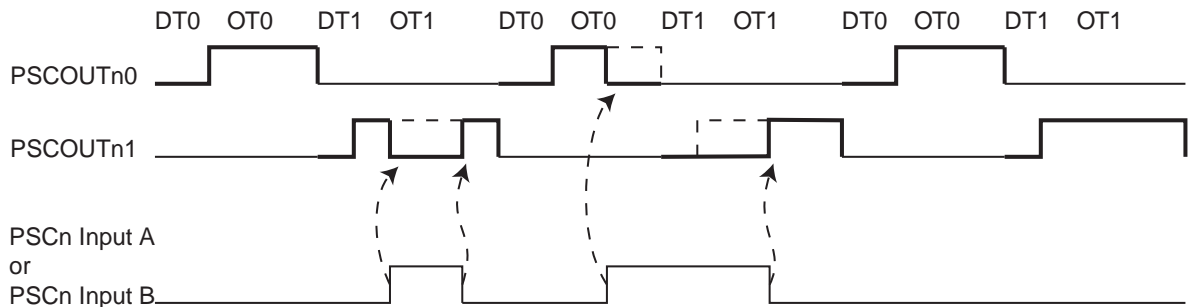 DT0 OT0 DT1 OT1 DT0 OT0 DT1 OT1 DT0 OT0 DT1 OT1
PSCOUTn0
PSCOUTn1
PSCn Input A
or
PSCn Input B